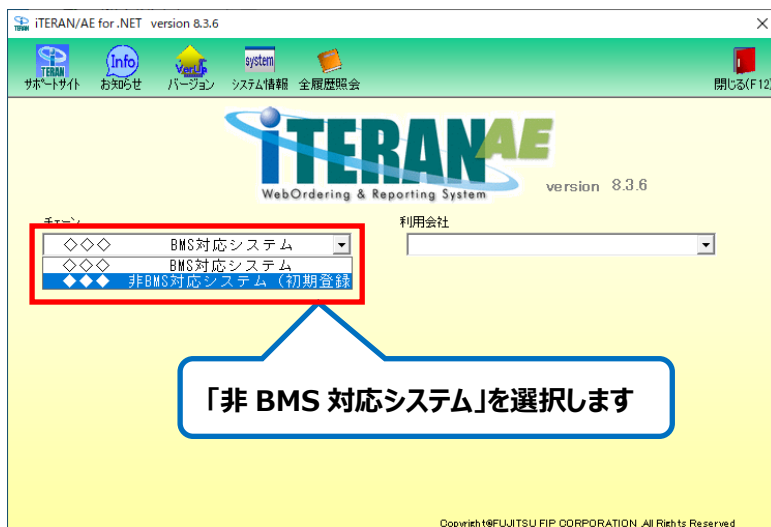 iTERAN/AE for .NET version 8.3.6
TERAN
Info
VerUp
system
サポートサイト
お知らせ
バージョン
システム情報
全履歴照会
閉じる(F12)
iTERAN AE
WebOrdering & Reporting System
version 8.3.6
チェーン
利用会社
◇◇◇ BMS対応システム
◇◇◇ BMS対応システム
◆◆◆ 非BMS対応システム（初期登録
「非 BMS 対応システム」を選択します
Copyright©FUJITSU FIP CORPORATION .All Rights Reserved